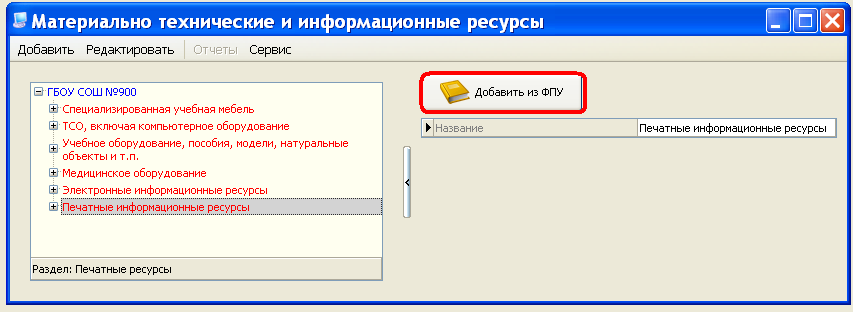 Материально технические и информационные ресурсы
Добавить Редактировать Отчеты Сервис
ГБОУ СОШ №900
Специализированная учебная мебель
ТСО, включая компьютерное оборудование
Учебное оборудование, пособия, модели, натуральные
объекты и т.п.
Медицинское оборудование
Электронные информационные ресурсы
Печатные информационные ресурсы
Раздел: Печатные ресурсы
Добавить из ФПУ
Название Печатные информационные ресурсы